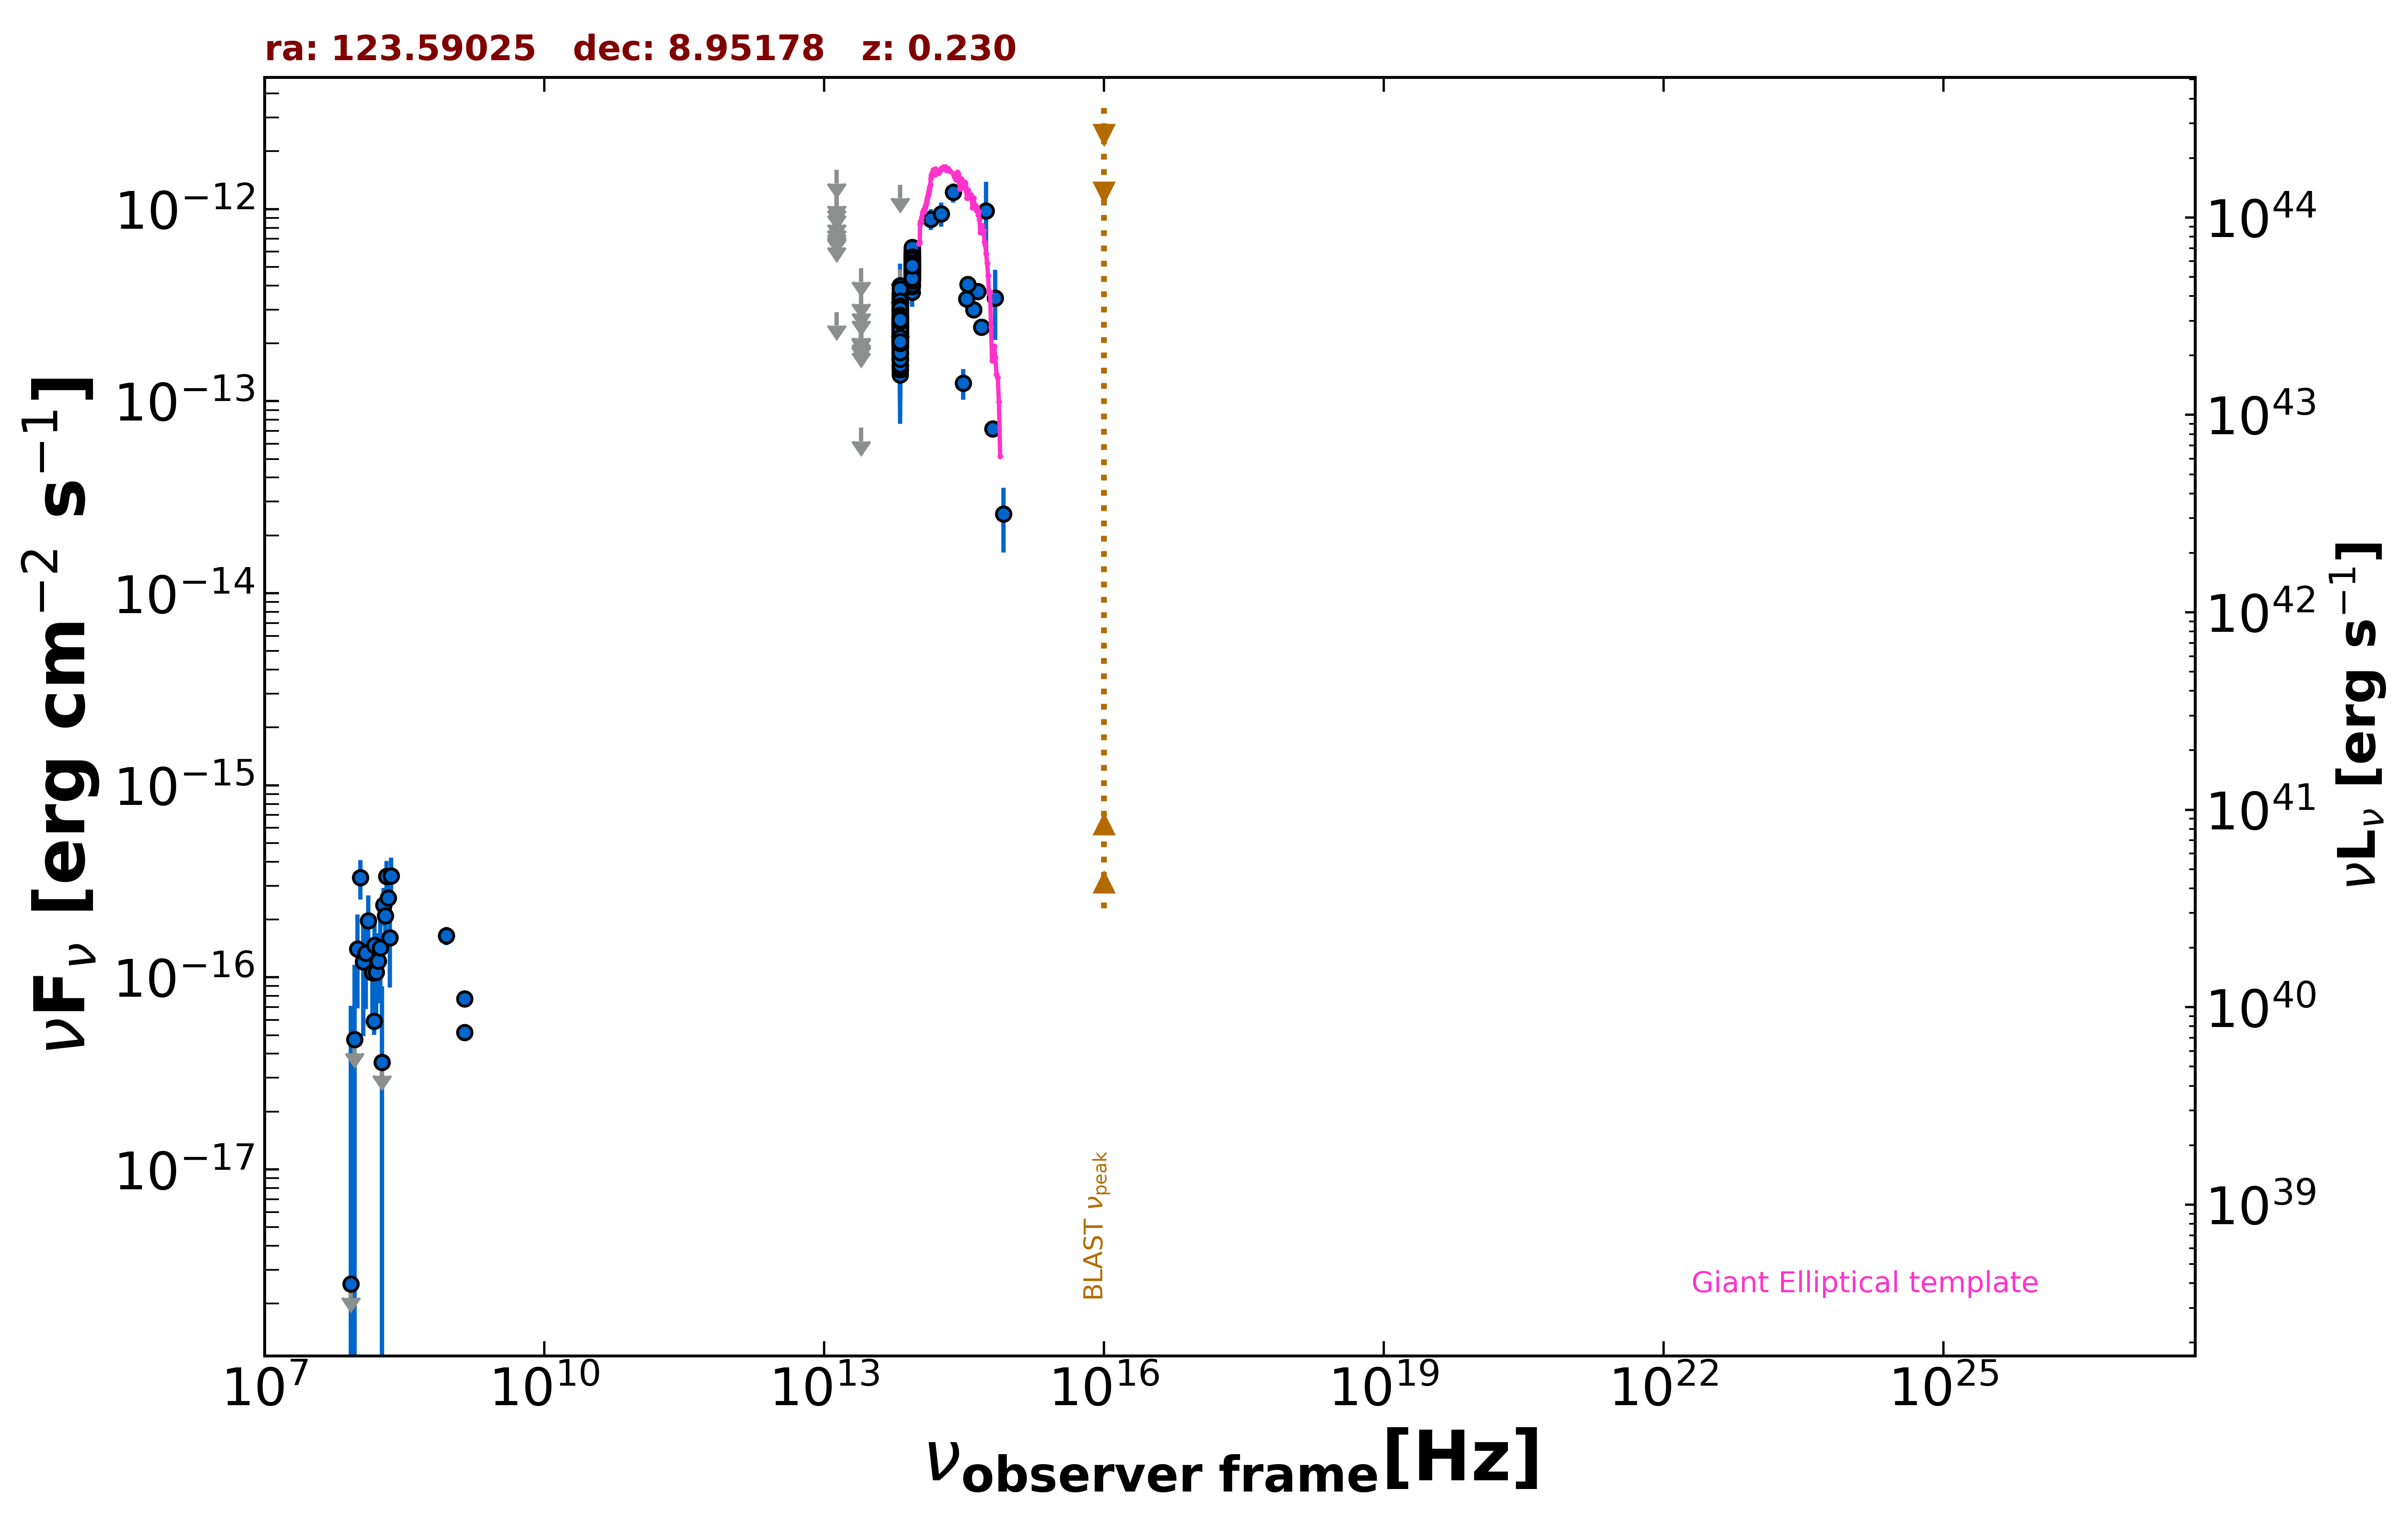 ra: 123.59025   dec: 8.95178   z: 0.230
νFν [erg cm⁻² s⁻¹]
10⁻¹²
10⁻¹³
10⁻¹⁴
10⁻¹⁵
10⁻¹⁶
10⁻¹⁷
10⁴⁴
10⁴³
10⁴²
10⁴¹
10⁴⁰
10³⁹
νLν [erg s⁻¹]
BLAST νpeak
Giant Elliptical template
10⁷ 10¹⁰ 10¹³ 10¹⁶ 10¹⁹ 10²² 10²⁵
νobserver frame[Hz]